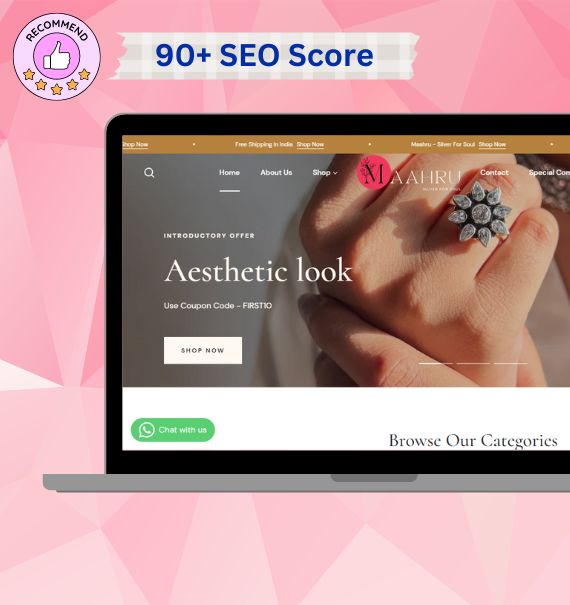 RECOMMEND
90+ SEO Score
Shop Now • Free Shipping In India Shop Now • Maahru - Silver For Soul Shop Now •
Home About Us Shop MAAHRU Contact Special Com
SILVER FOR SOUL
INTRODUCTORY OFFER
Aesthetic look
Use Coupon Code - FIRST10
SHOP NOW
Chat with us
Browse Our Categories